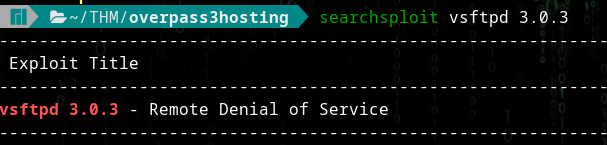 ~/THM/overpass3hosting searchsploit vsftpd 3.0.3
--------------------------------------------------------------
Exploit Title
--------------------------------------------------------------
vsftpd 3.0.3 - Remote Denial of Service
--------------------------------------------------------------